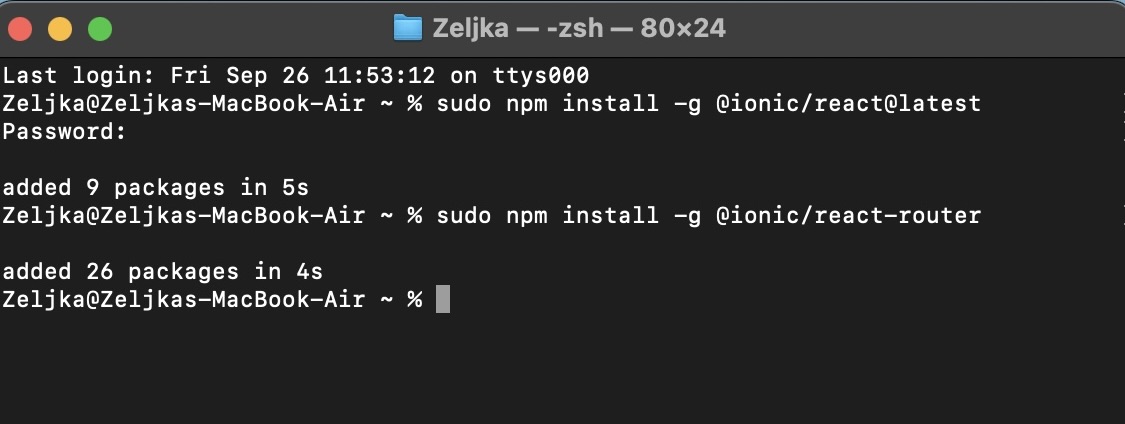 Zeljka — -zsh — 80×24
Last login: Fri Sep 26 11:53:12 on ttys000
Zeljka@Zeljkas-MacBook-Air ~ % sudo npm install -g @ionic/react@latest
Password:
added 9 packages in 5s
Zeljka@Zeljkas-MacBook-Air ~ % sudo npm install -g @ionic/react-router
added 26 packages in 4s
Zeljka@Zeljkas-MacBook-Air ~ %